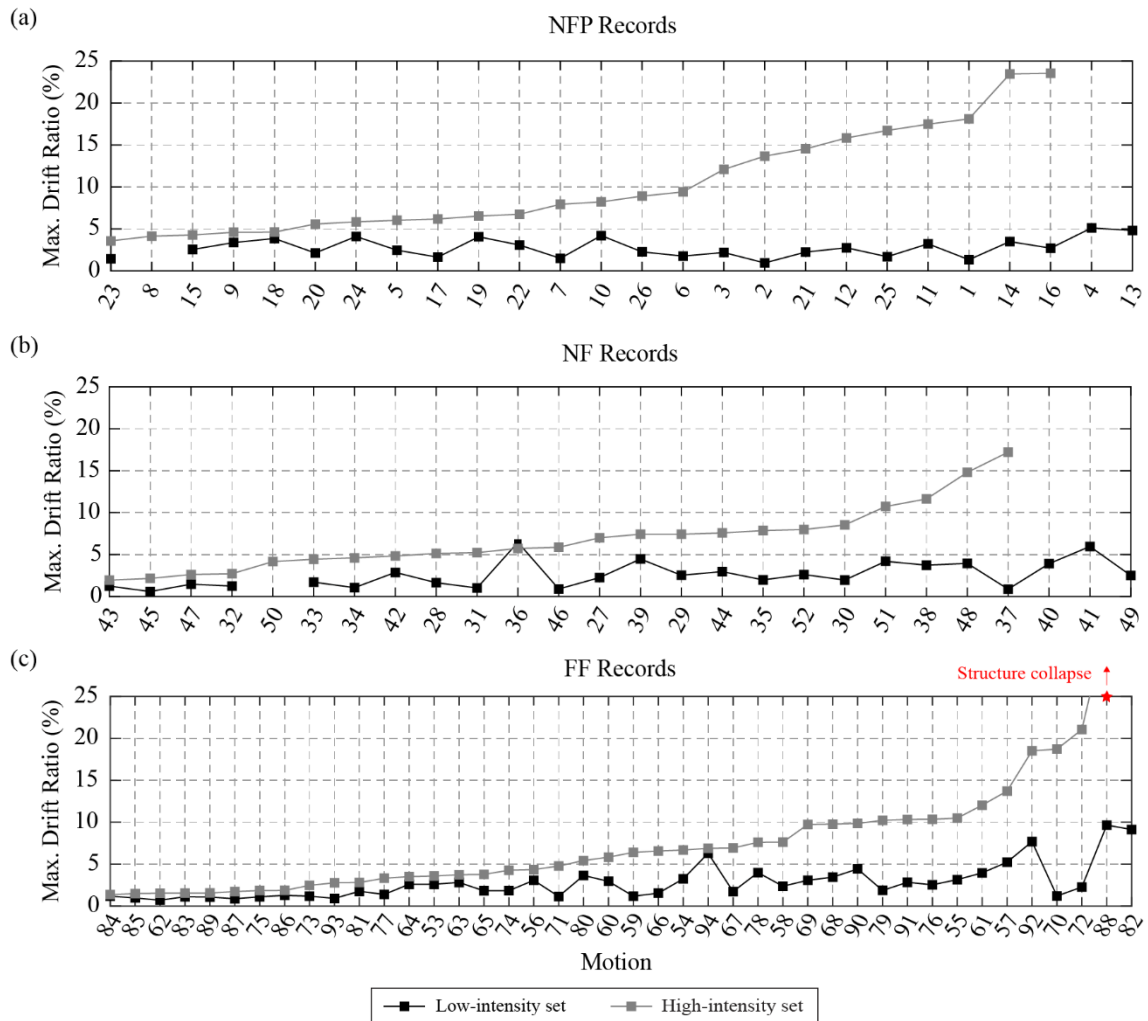 (a)
NFP Records
Max. Drift Ratio (%)
25
20
15
10
5
0
23 8 15 9 18 20 24 5 17 19 22 7 10 26 6 3 2 21 12 25 11 1 14 16 4 13
(b)
NF Records
Max. Drift Ratio (%)
25
20
15
10
5
0
43 45 47 32 50 33 34 42 28 31 36 46 27 39 29 44 35 52 30 51 38 48 37 40 41 49
(c)
FF Records
Structure collapse
Max. Drift Ratio (%)
25
20
15
10
5
0
84 85 62 83 89 87 75 86 73 93 81 77 64 53 63 65 74 56 71 80 60 59 66 54 94 67 78 58 69 68 90 79 91 76 55 61 57 92 70 72 88 82
Motion
Low-intensity set High-intensity set